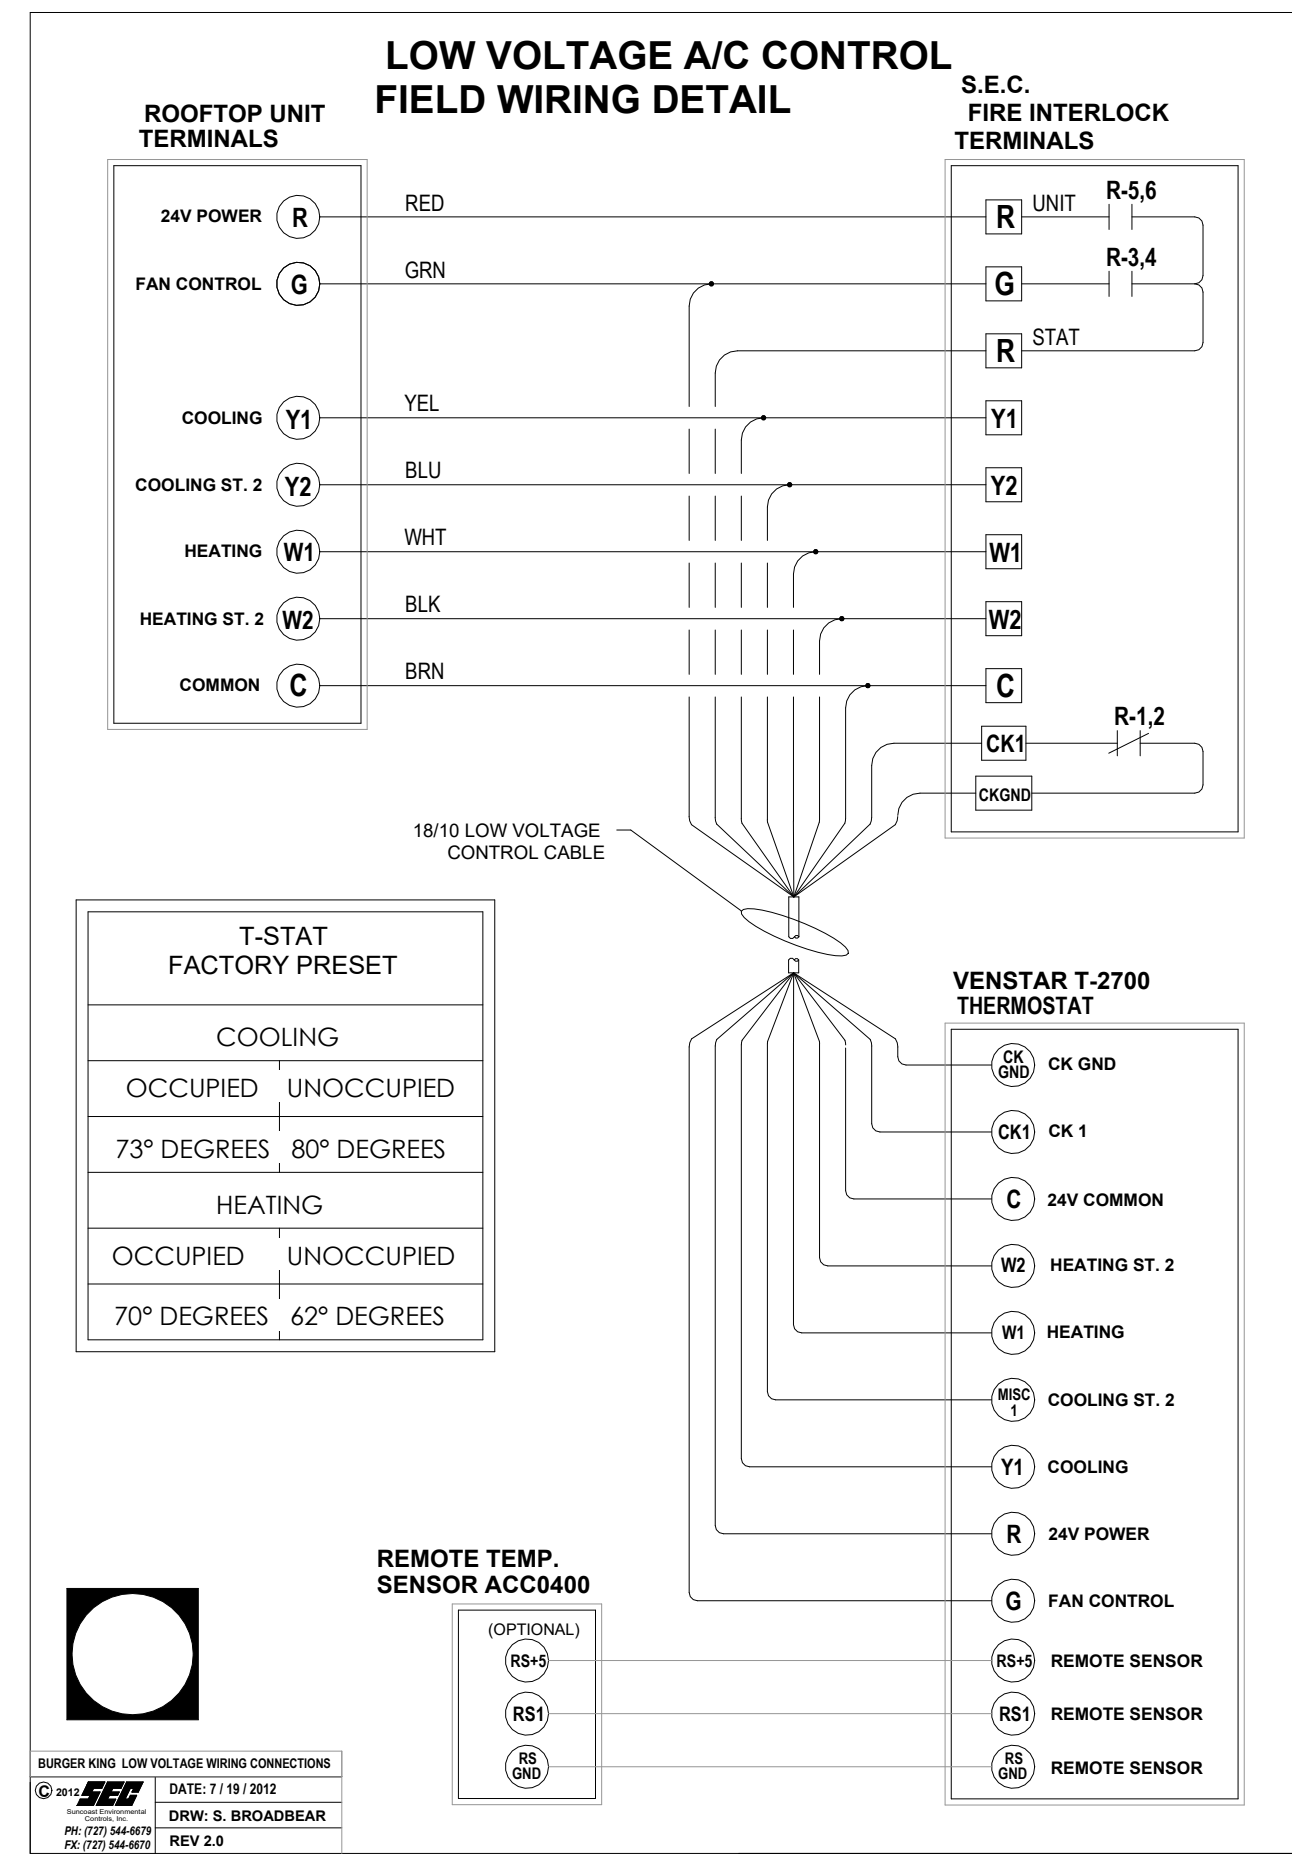 LOW VOLTAGE A/C CONTROL
FIELD WIRING DETAIL
ROOFTOP UNIT
TERMINALS
24V POWER R
FAN CONTROL G
COOLING Y1
COOLING ST. 2 Y2
HEATING W1
HEATING ST. 2 W2
COMMON C
RED
GRN
YEL
BLU
WHT
BLK
BRN
S.E.C.
FIRE INTERLOCK
TERMINALS
R UNIT R-5,6
G R-3,4
R STAT
Y1
Y2
W1
W2
C
R-1,2
CK1
CKGND
18/10 LOW VOLTAGE
CONTROL CABLE
T-STAT
FACTORY PRESET
COOLING
OCCUPIED UNOCCUPIED
73° DEGREES 80° DEGREES
HEATING
OCCUPIED UNOCCUPIED
70° DEGREES 62° DEGREES
VENSTAR T-2700
THERMOSTAT
CK
GND CK GND
CK1 CK 1
C 24V COMMON
W2 HEATING ST. 2
W1 HEATING
MISC
1 COOLING ST. 2
Y1 COOLING
R 24V POWER
G FAN CONTROL
RS+5 REMOTE SENSOR
RS1 REMOTE SENSOR
RS
GND REMOTE SENSOR
REMOTE TEMP.
SENSOR ACC0400
(OPTIONAL)
RS+5
RS1
RS
GND
BURGER KING LOW VOLTAGE WIRING CONNECTIONS
© 2012 SEC
Suncoast Environmental
Controls, Inc.
PH: (727) 544-6679
FX: (727) 544-6670
DATE: 7 / 19 / 2012
DRW: S. BROADBEAR
REV 2.0